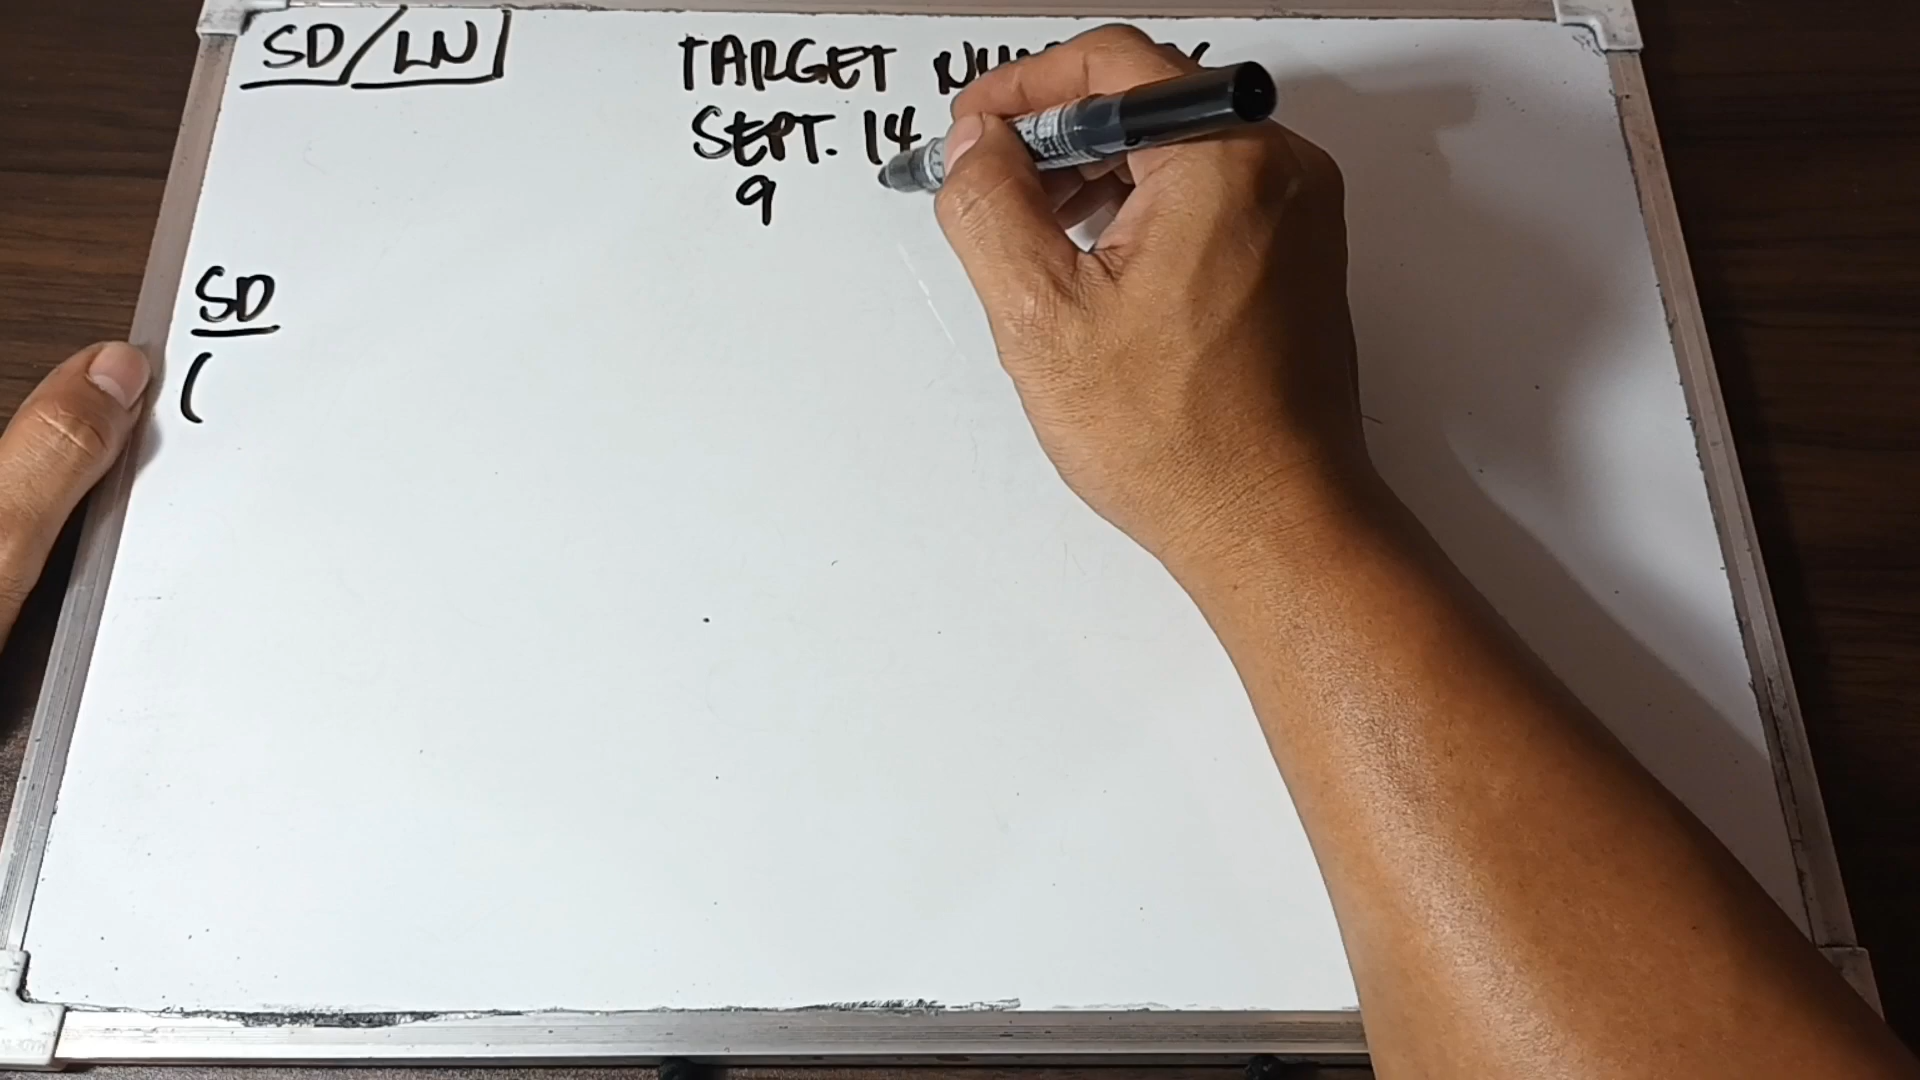 SD/LN
TARGET
SEPT. 14
9
SD
(